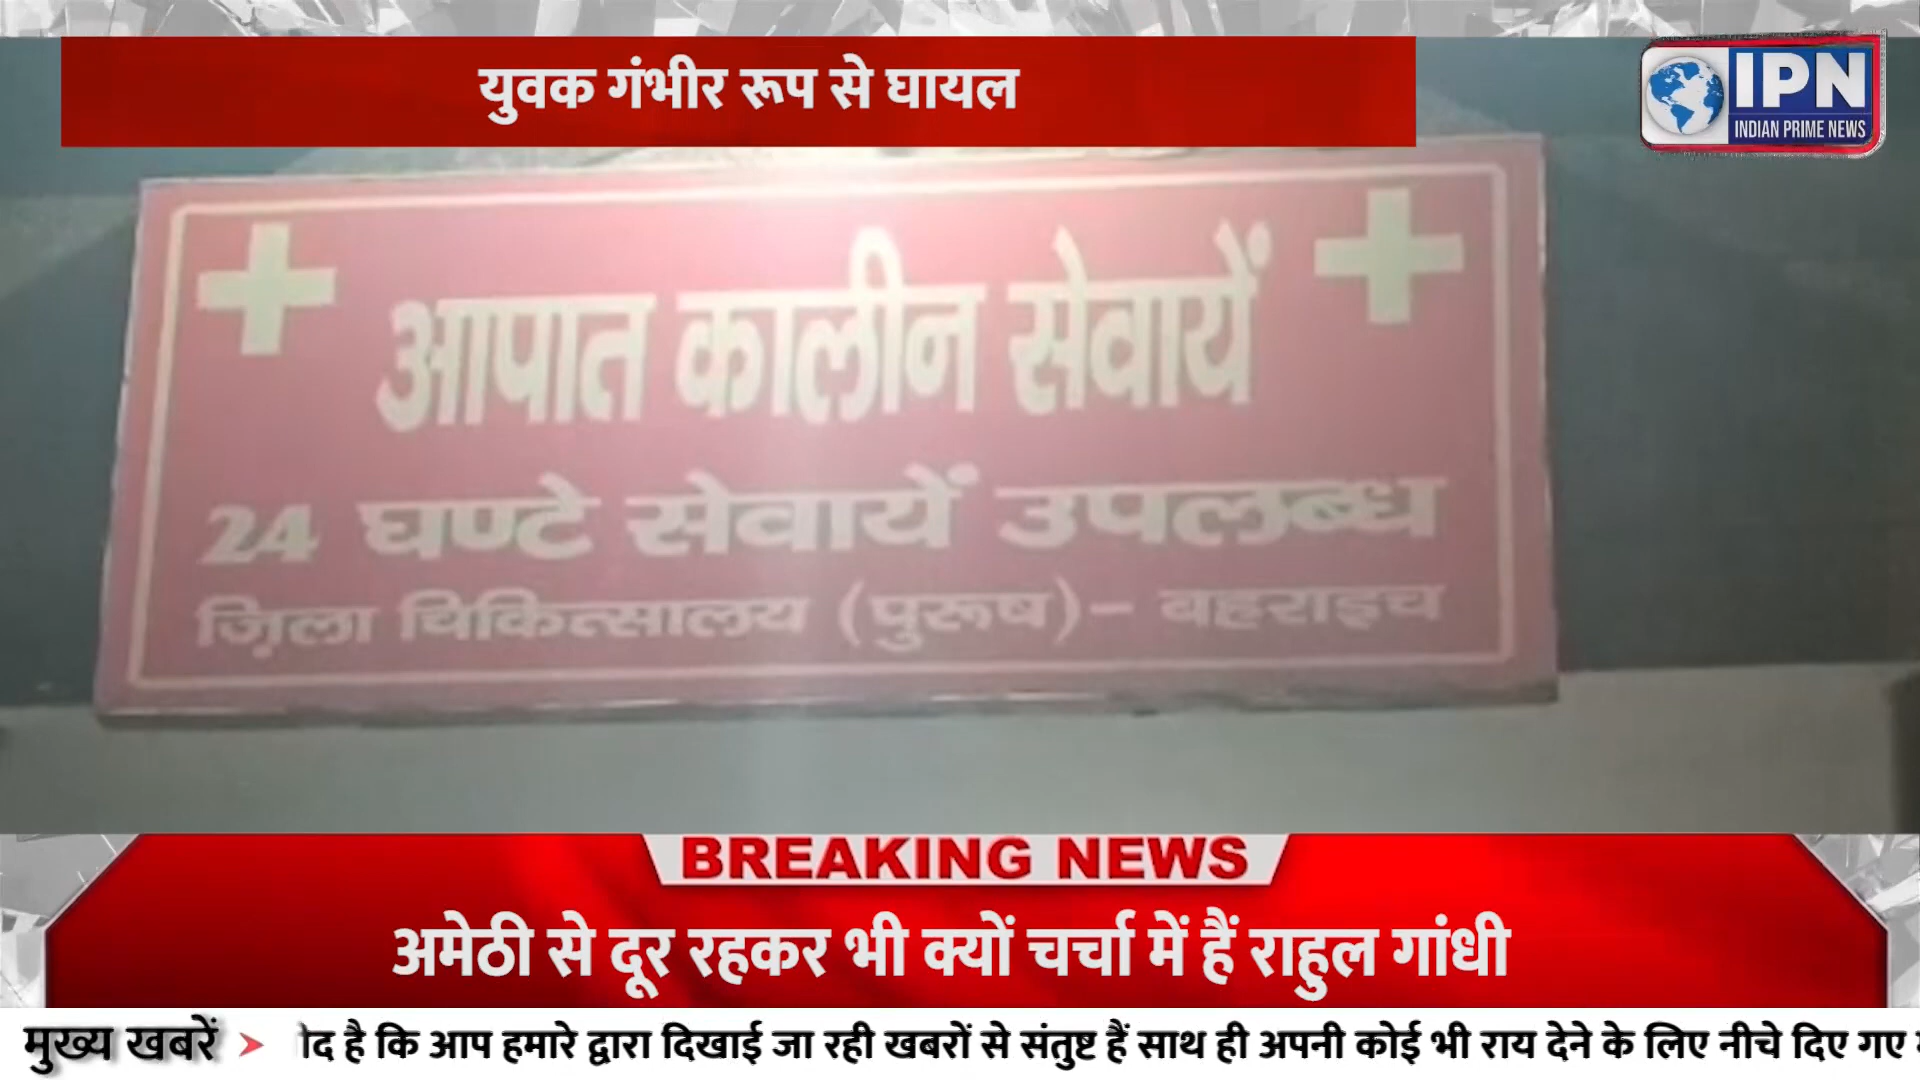 युवक गंभीर रूप से घायल
IPN
INDIAN PRIME NEWS
आपात कालीन सेवायें
24 घण्टे सेवायें उपलब्ध
ज़िला चिकित्सालय (पुरूष)- वहराइच
BREAKING NEWS
अमेठी से दूर रहकर भी क्यों चर्चा में हैं राहुल गांधी
मुख्य खबरें
है कि आप हमारे द्वारा दिखाई जा रही खबरों से संतुष्ट हैं साथ ही अपनी कोई भी राय देने के लिए नीचे दिए गए